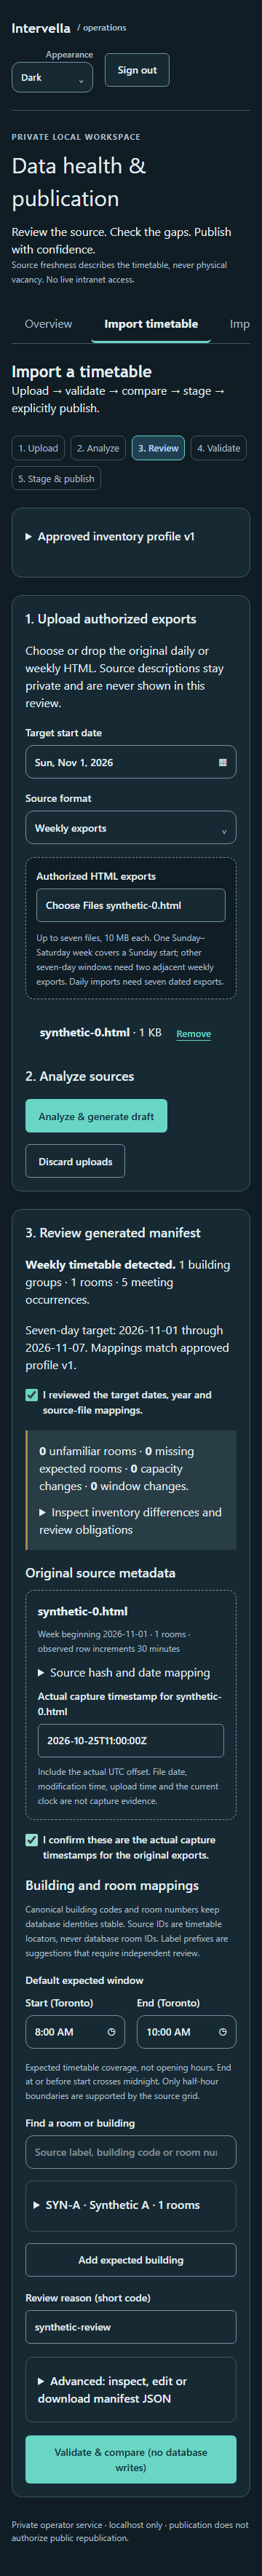 Intervella / operations
Appearance
Dark
Sign out
PRIVATE LOCAL WORKSPACE
Data health &
publication
Review the source. Check the gaps. Publish
with confidence.
Source freshness describes the timetable, never physical
vacancy. No live intranet access.
Overview Import timetable Imp
Import a timetable
Upload → validate → compare → stage →
explicitly publish.
1. Upload 2. Analyze 3. Review 4. Validate
5. Stage & publish
▶ Approved inventory profile v1
1. Upload authorized exports
Choose or drop the original daily or
weekly HTML. Source descriptions stay
private and are never shown in this
review.
Target start date
Sun, Nov 1, 2026
Source format
Weekly exports
Authorized HTML exports
Choose Files synthetic-0.html
Up to seven files, 10 MB each. One Sunday–
Saturday week covers a Sunday start; other
seven-day windows need two adjacent weekly
exports. Daily imports need seven dated exports.
synthetic-0.html · 1 KB Remove
2. Analyze sources
Analyze & generate draft
Discard uploads
3. Review generated manifest
Weekly timetable detected. 1 building
groups · 1 rooms · 5 meeting
occurrences.
Seven-day target: 2026-11-01 through
2026-11-07. Mappings match approved
profile v1.
I reviewed the target dates, year and
source-file mappings.
0 unfamiliar rooms · 0 missing
expected rooms · 0 capacity
changes · 0 window changes.
▶ Inspect inventory differences and
review obligations
Original source metadata
synthetic-0.html
Week beginning 2026-11-01 · 1 rooms ·
observed row increments 30 minutes
▶ Source hash and date mapping
Actual capture timestamp for synthetic-
0.html
2026-10-25T11:00:00Z
Include the actual UTC offset. File date,
modification time, upload time and the current
clock are not capture evidence.
I confirm these are the actual capture
timestamps for the original exports.
Building and room mappings
Canonical building codes and room numbers keep
database identities stable. Source IDs are timetable
locators, never database room IDs. Label prefixes are
suggestions that require independent review.
Default expected window
Start (Toronto) End (Toronto)
8:00 AM 10:00 AM
Expected timetable coverage, not opening hours. End
at or before start crosses midnight. Only half-hour
boundaries are supported by the source grid.
Find a room or building
Source label, building code or room nu
▶ SYN-A · Synthetic A · 1 rooms
Add expected building
Review reason (short code)
synthetic-review
▶ Advanced: inspect, edit or
download manifest JSON
Validate & compare (no database
writes)
Private operator service · localhost only · publication does not
authorize public republication.